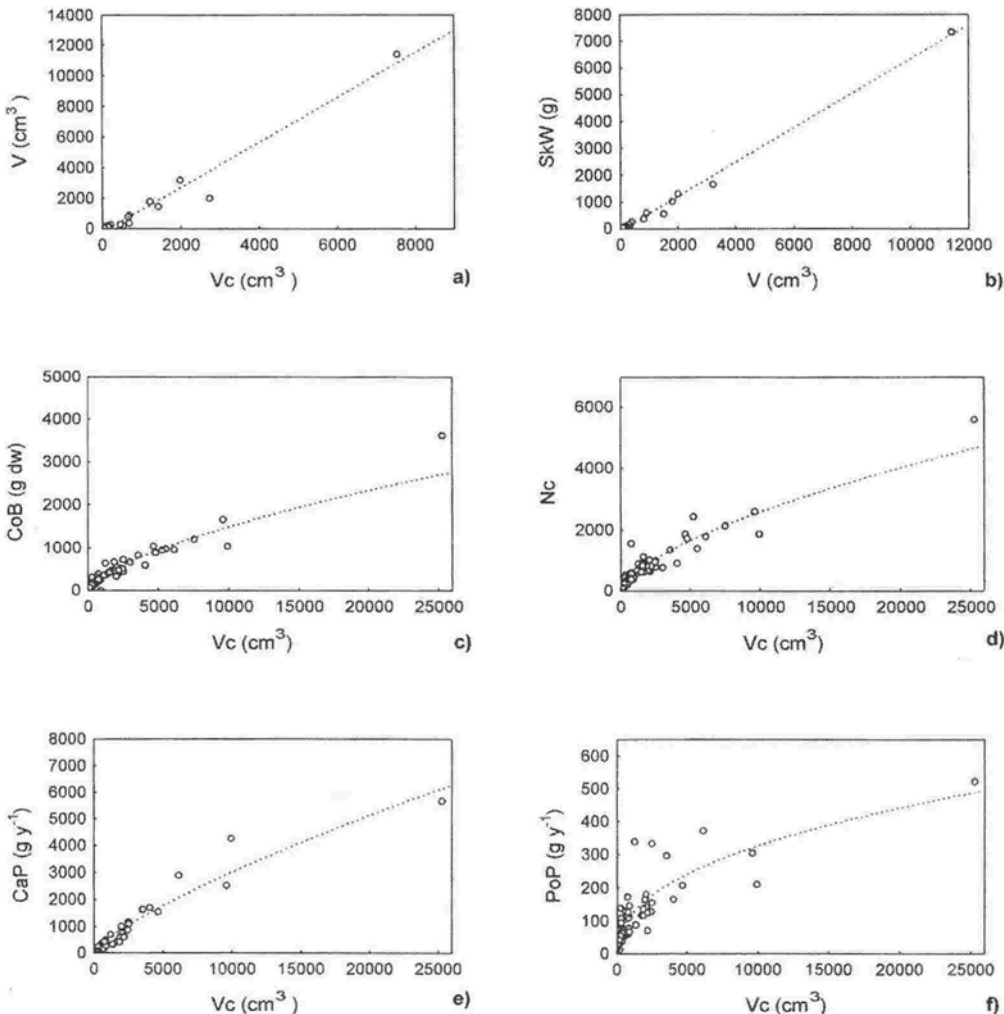 14000
12000
10000
8000
6000
4000
2000
0
V (cm³)
0 2000 4000 6000 8000
Vc (cm³ )
a)
8000
7000
6000
5000
4000
3000
2000
1000
0
SkW (g)
0 2000 4000 6000 8000 10000 12000
V (cm³)
b)
5000
4000
3000
2000
1000
0
CoB (g dw)
0 5000 10000 15000 20000 25000
Vc (cm³)
c)
6000
4000
2000
0
Nc
0 5000 10000 15000 20000 25000
Vc (cm³)
d)
8000
7000
6000
5000
4000
3000
2000
1000
0
CaP (g y⁻¹)
0 5000 10000 15000 20000 25000
Vc (cm³)
e)
600
500
400
300
200
100
0
PoP (g y⁻¹)
0 5000 10000 15000 20000 25000
Vc (cm³)
f)